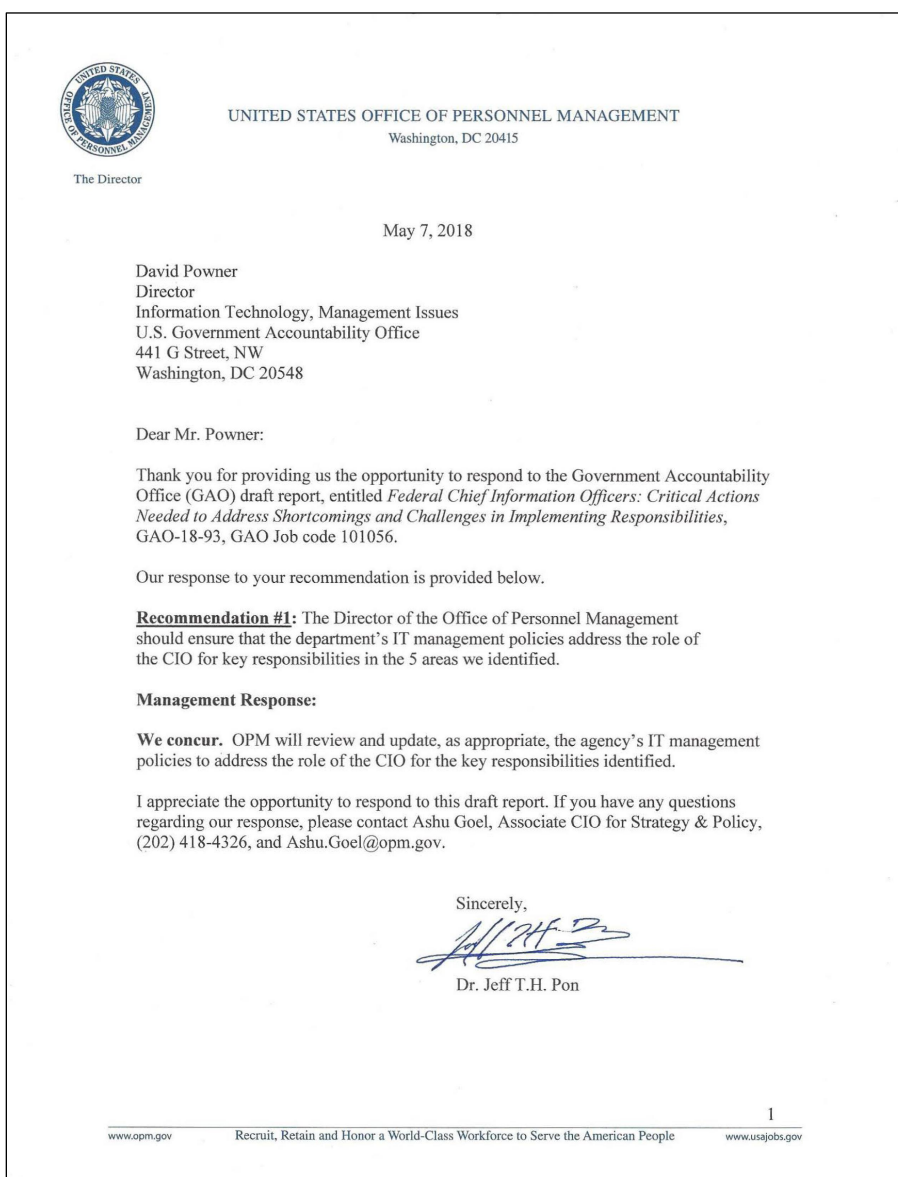 UNITED STATES
OFFICE OF PERSONNEL MANAGEMENT
The Director
UNITED STATES OFFICE OF PERSONNEL MANAGEMENT
Washington, DC 20415
May 7, 2018
David Powner
Director
Information Technology, Management Issues
U.S. Government Accountability Office
441 G Street, NW
Washington, DC 20548
Dear Mr. Powner:
Thank you for providing us the opportunity to respond to the Government Accountability
Office (GAO) draft report, entitled Federal Chief Information Officers: Critical Actions
Needed to Address Shortcomings and Challenges in Implementing Responsibilities,
GAO-18-93, GAO Job code 101056.
Our response to your recommendation is provided below.
Recommendation #1: The Director of the Office of Personnel Management
should ensure that the department's IT management policies address the role of
the CIO for key responsibilities in the 5 areas we identified.
Management Response:
We concur. OPM will review and update, as appropriate, the agency's IT management
policies to address the role of the CIO for the key responsibilities identified.
I appreciate the opportunity to respond to this draft report. If you have any questions
regarding our response, please contact Ashu Goel, Associate CIO for Strategy & Policy,
(202) 418-4326, and Ashu.Goel@opm.gov.
Sincerely,
Dr. Jeff T.H. Pon
1
www.opm.gov Recruit, Retain and Honor a World-Class Workforce to Serve the American People www.usajobs.gov